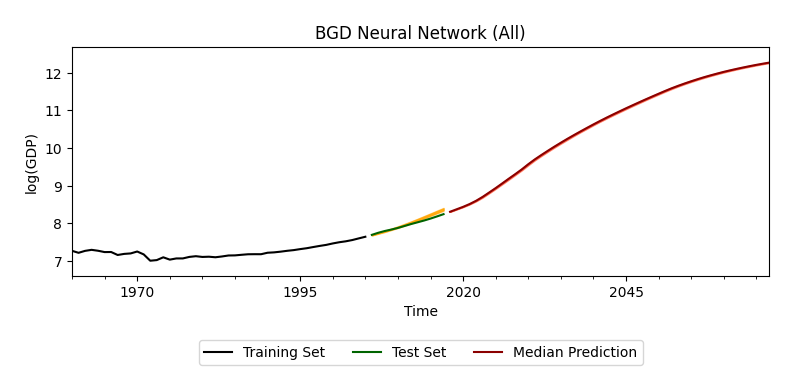 BGD Neural Network (All)
log(GDP)
12
11
10
9
8
7
1970
1995
2020
2045
Time
Training Set
Test Set
Median Prediction